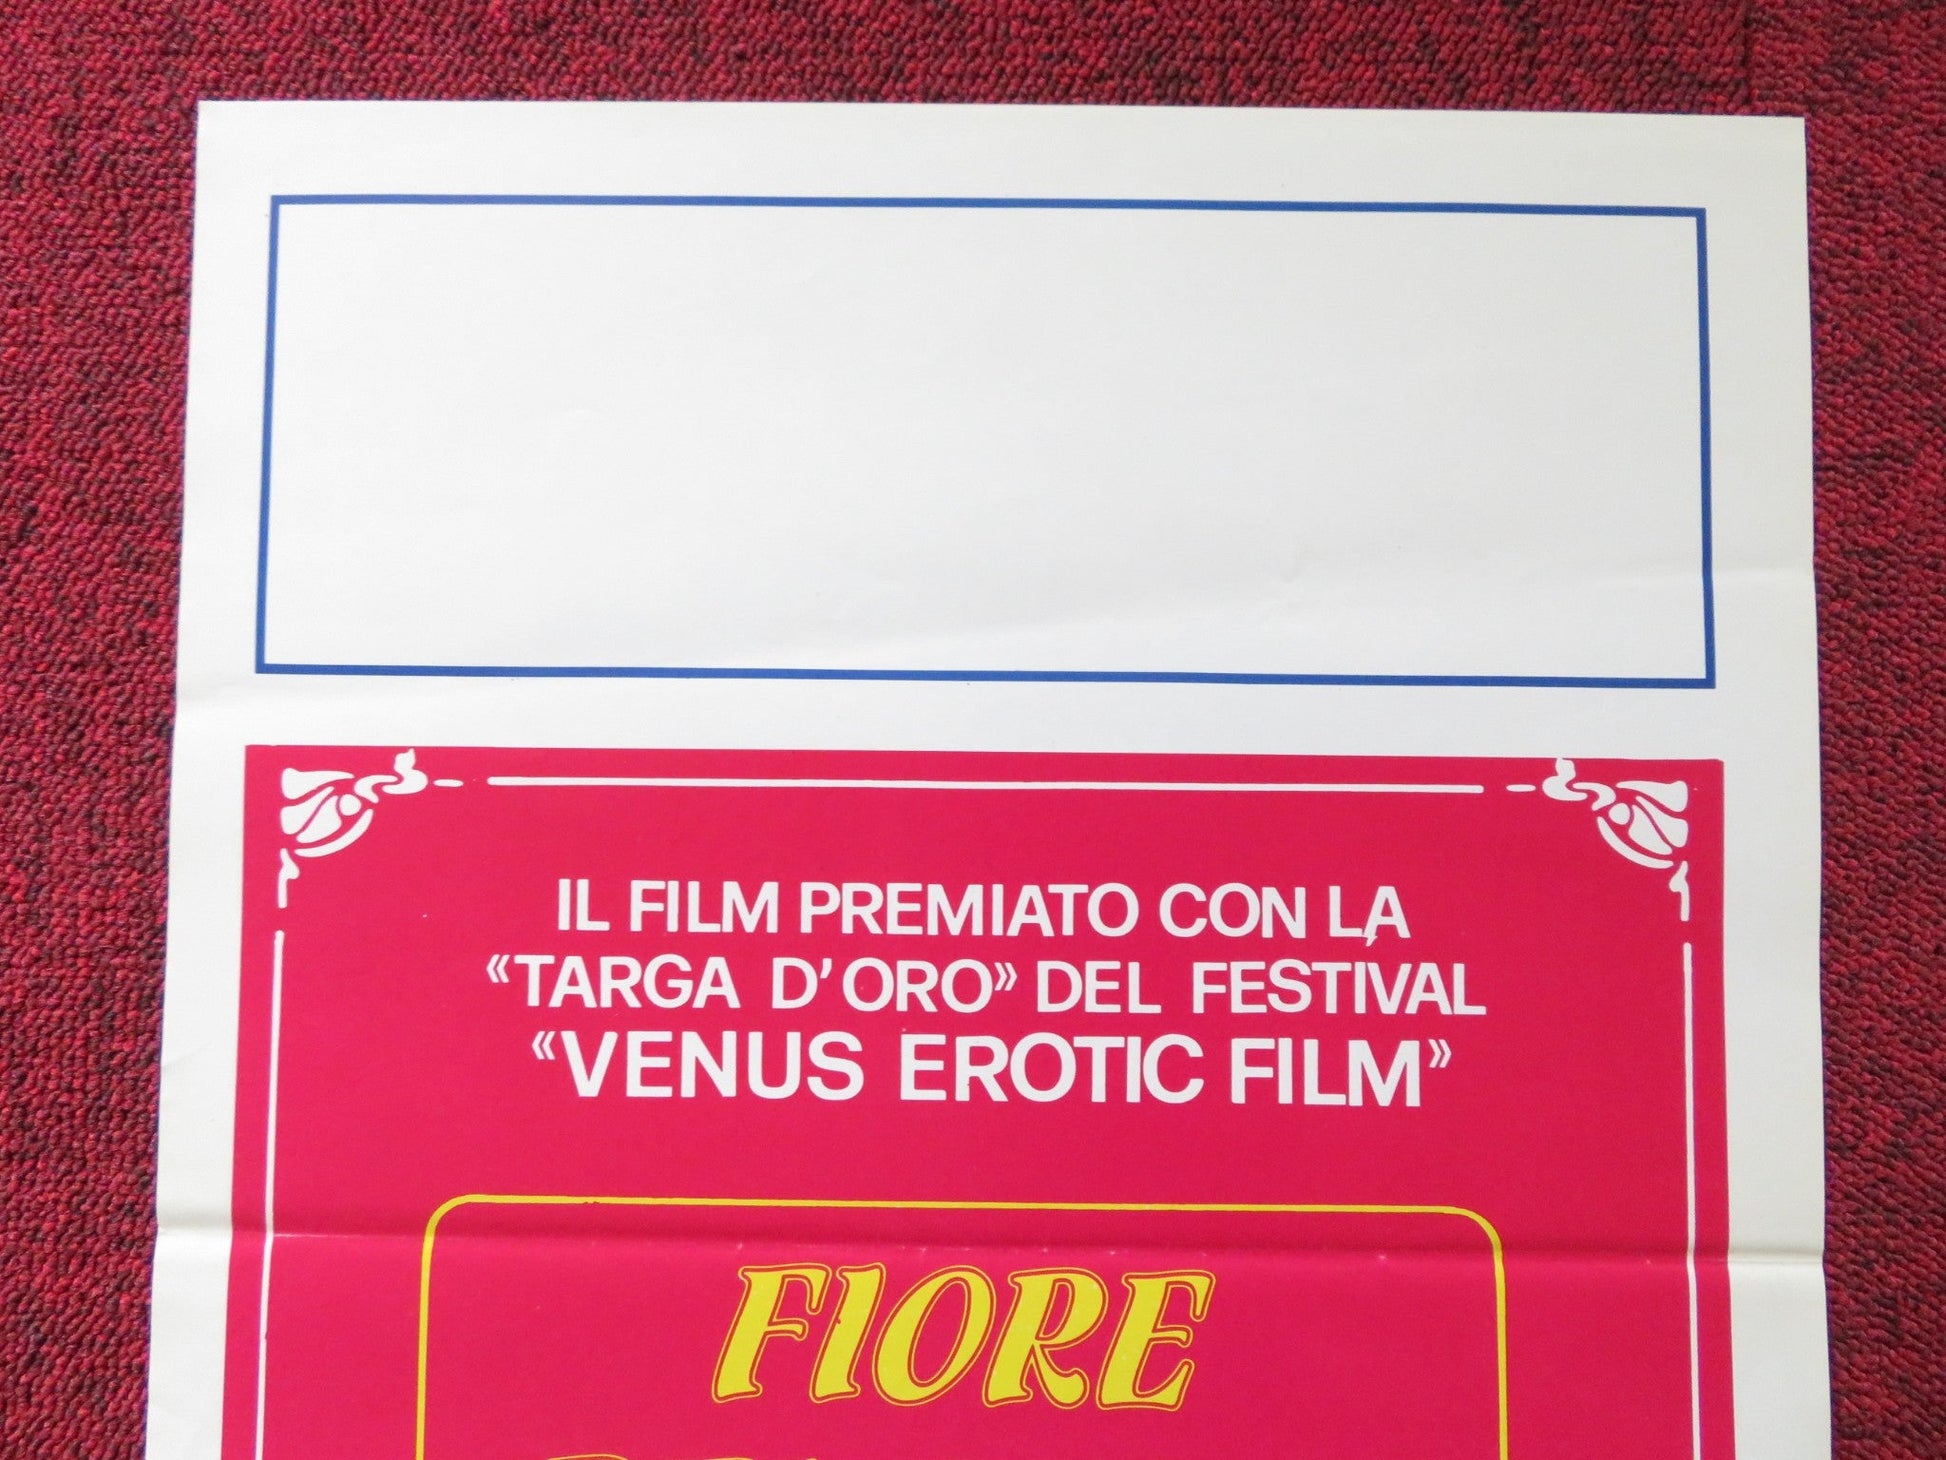 IL FILM PREMIATO CON LA
«TARGA D'ORO» DEL FESTIVAL
«VENUS EROTIC FILM»
FIORE